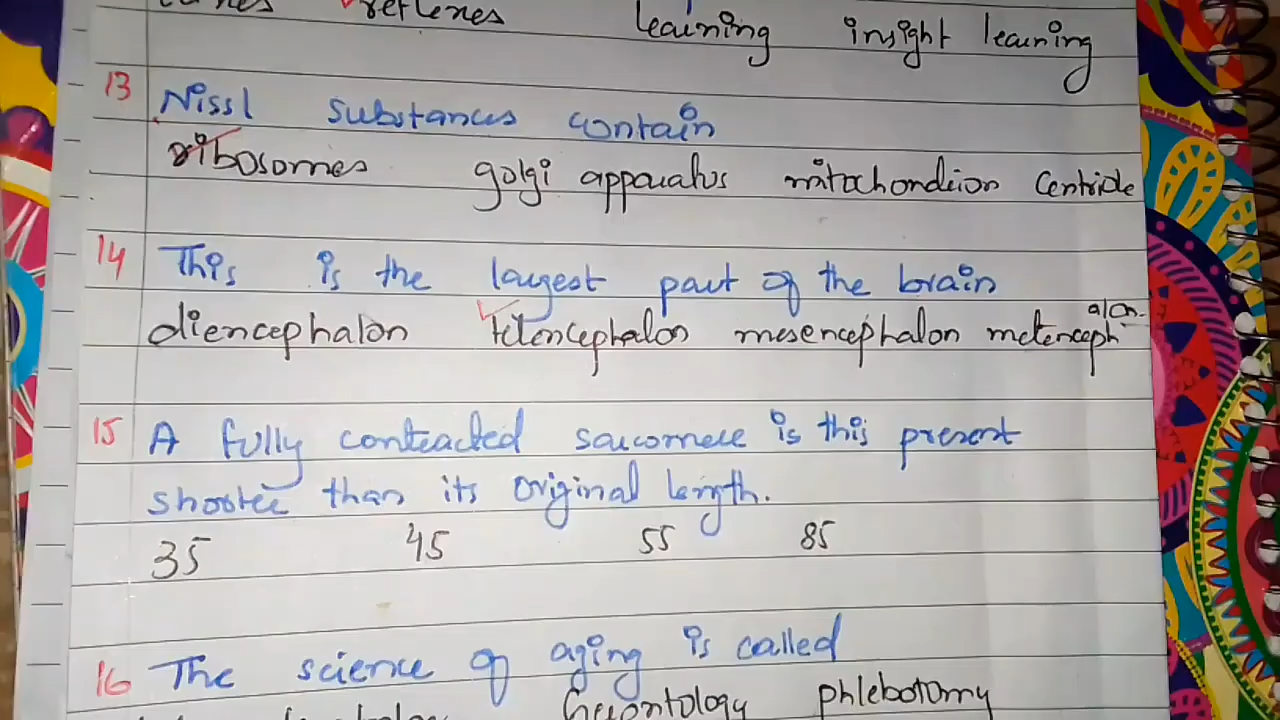 reflexes learning insight learning
13 Nissl substances contain
ribosomes golgi apparatus mitochondrion Centriole
14 This is the largest part of the brain
alon.
diencephalon telencephalon mesencephalon metenceph
15 A fully contracted sarcomere is this present
shorter than its original length.
35 45 55 85
16 The science of aging is called
Gerontology phlebotomy